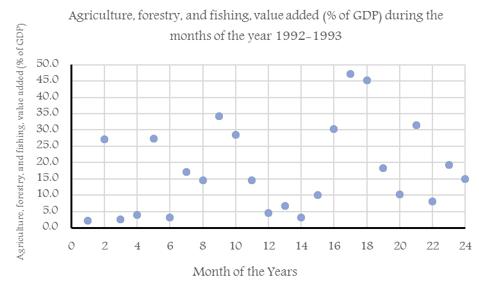 Agriculture, forestry, and fishing, value added (% of GDP) during the
months of the year 1992-1993
Agriculture, forestry, and fishing, value added (% of GDP)
50.0
45.0
40.0
35.0
30.0
25.0
20.0
15.0
10.0
5.0
0.0
0 2 4 6 8 10 12 14 16 18 20 22 24
Month of the Years